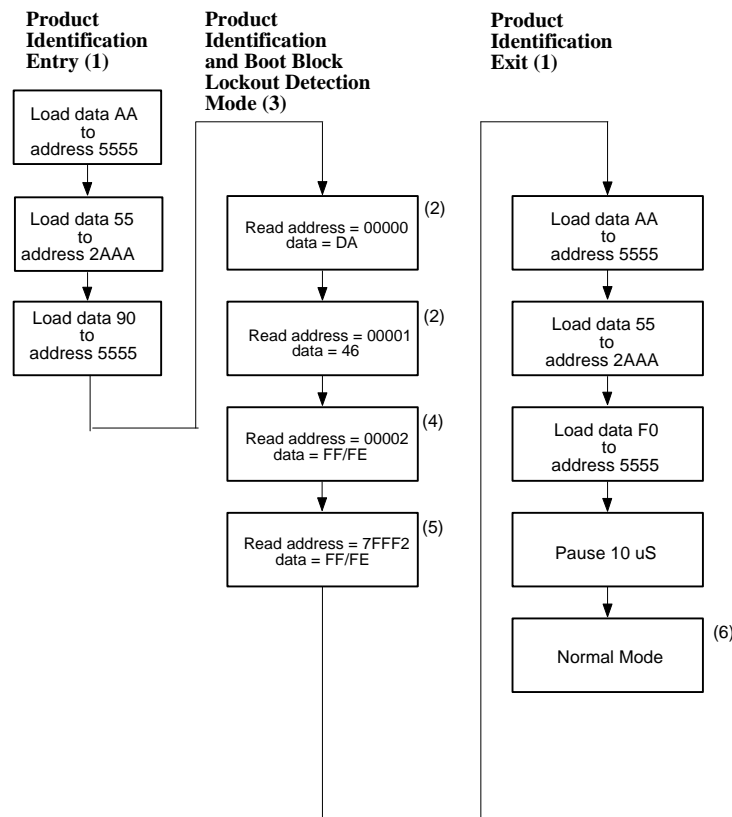 Product
Identification
Entry (1)
Load data AA
to
address 5555
Load data 55
to
address 2AAA
Load data 90
to
address 5555
Product
Identification
and Boot Block
Lockout Detection
Mode (3)
Read address = 00000
data = DA
(2)
Read address = 00001
data = 46
(2)
Read address = 00002
data = FF/FE
(4)
Read address = 7FFF2
data = FF/FE
(5)
Product
Identification
Exit (1)
Load data AA
to
address 5555
Load data 55
to
address 2AAA
Load data F0
to
address 5555
Pause 10 uS
Normal Mode
(6)